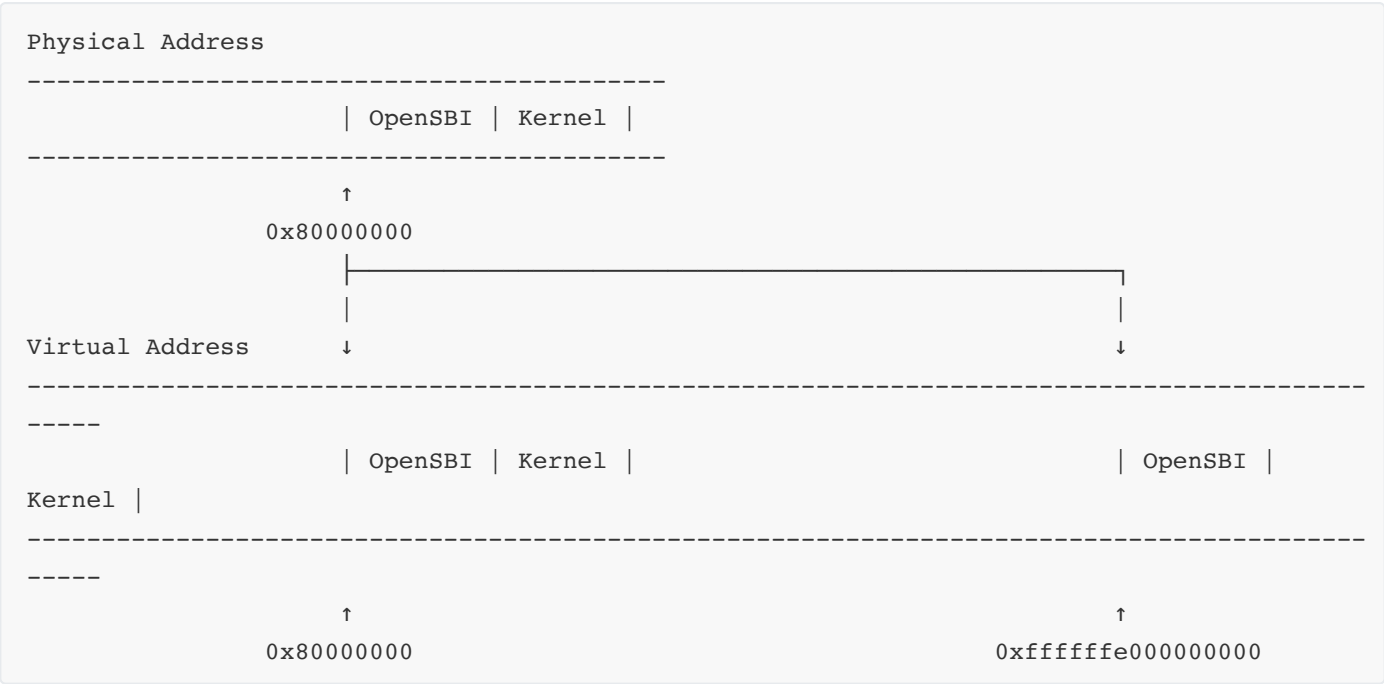 Physical Address
-------------------------------------------
                     | OpenSBI | Kernel |
-------------------------------------------
                     ↑
                0x80000000
                     ├───────────────────────────────────────────────────┐
                     |                                                   |
Virtual Address      ↓                                                   ↓
------------------------------------------------------------------------------------------
-----
                     | OpenSBI | Kernel |                                | OpenSBI |
Kernel |
------------------------------------------------------------------------------------------
-----
                     ↑                                                   ↑
                0x80000000                                       0xffffffe000000000